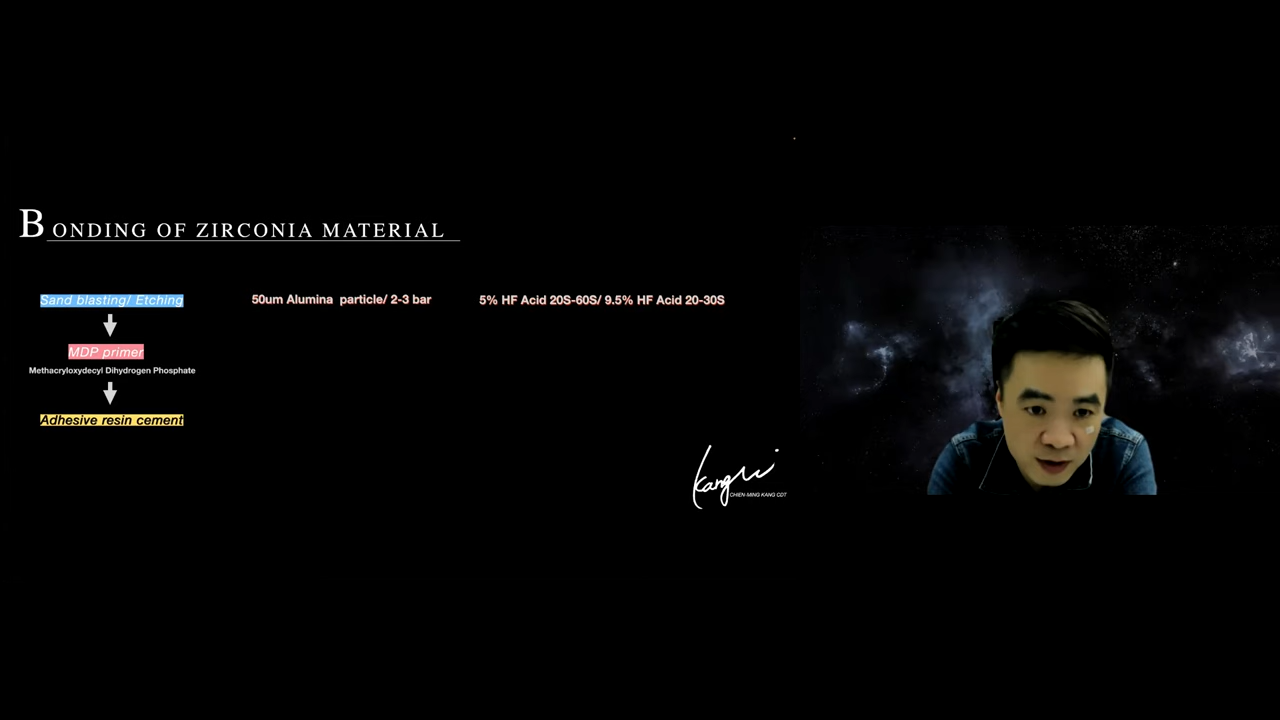 BONDING OF ZIRCONIA MATERIAL
Sand blasting/ Etching
50um Alumina particle/ 2-3 bar
5% HF Acid 20S-60S/ 9.5% HF Acid 20-30S
MDP primer
Methacryloxydecyl Dihydrogen Phosphate
Adhesive resin cement
Kang
CHIEN-MING KANG CDT